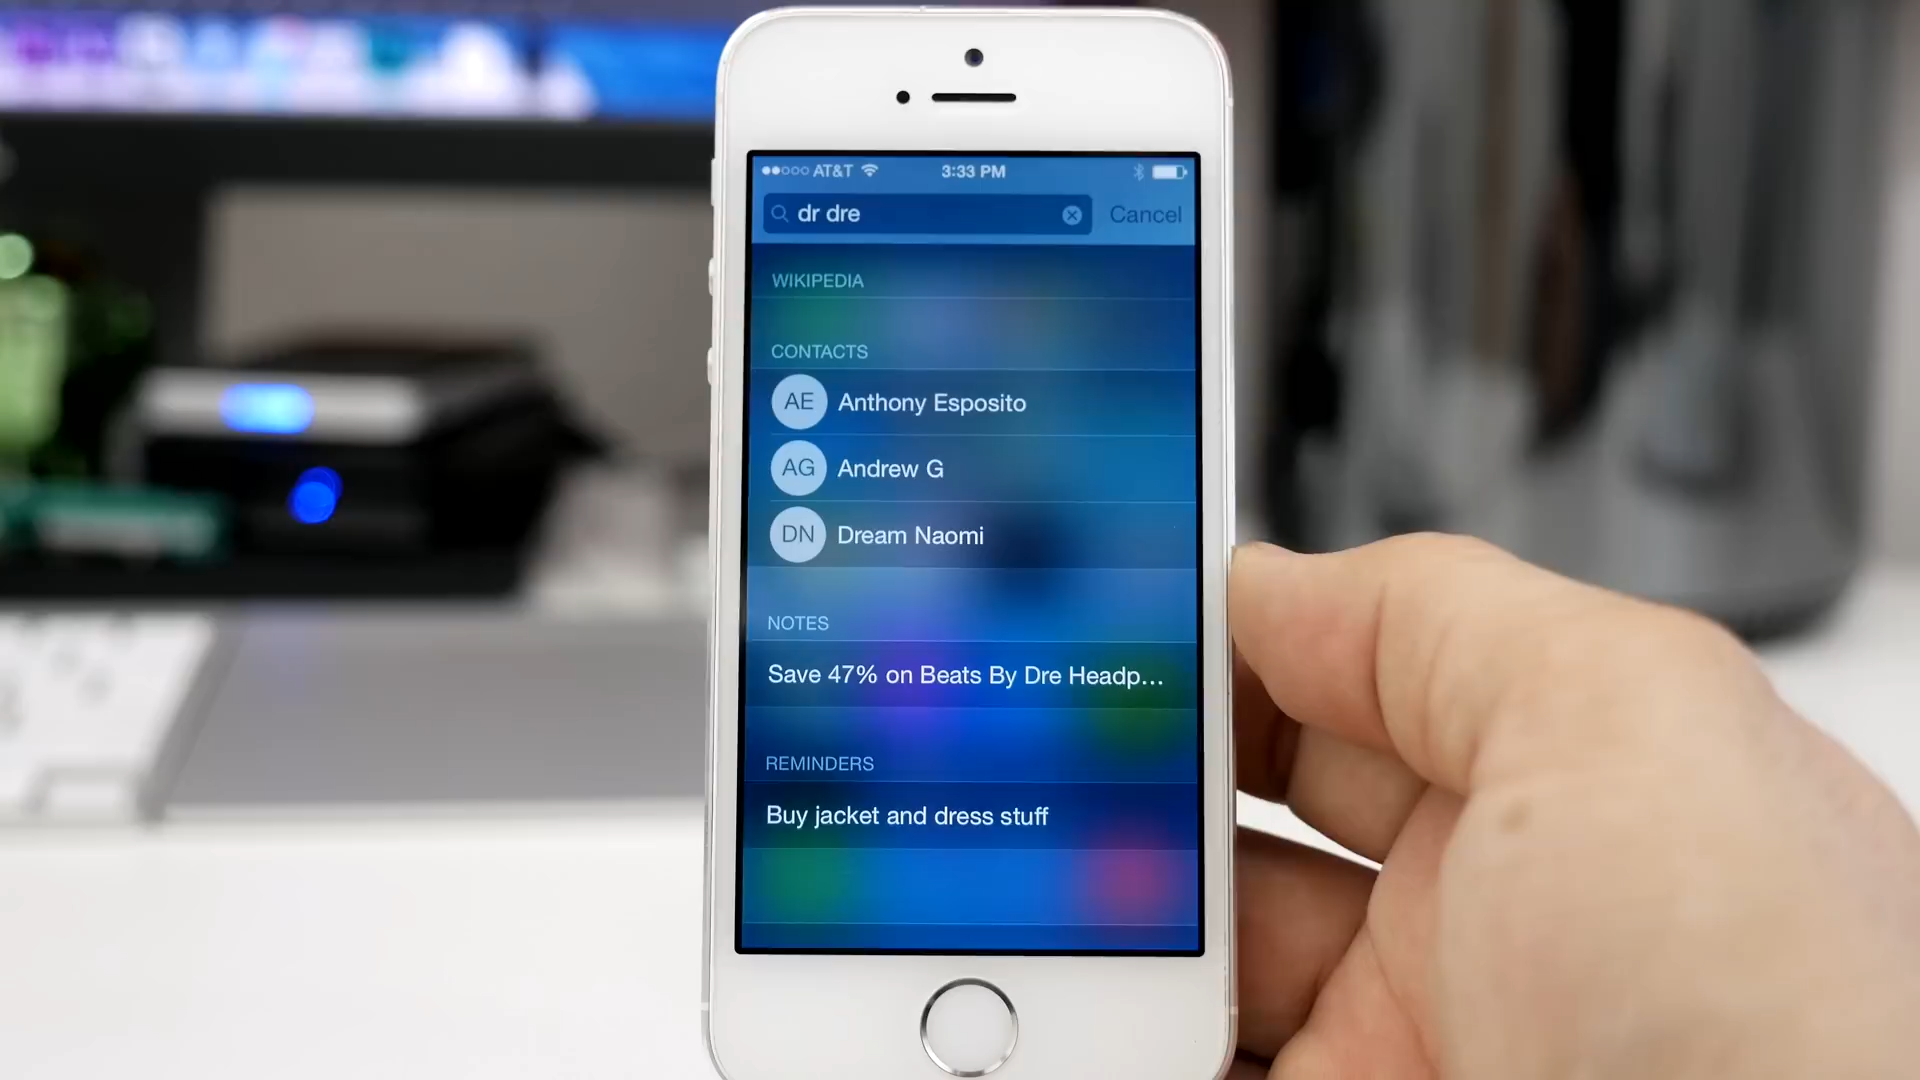 AT&T 3:33 PM
dr dre Cancel
WIKIPEDIA
CONTACTS
AE Anthony Esposito
AG Andrew G
DN Dream Naomi
NOTES
Save 47% on Beats By Dre Headp...
REMINDERS
Buy jacket and dress stuff